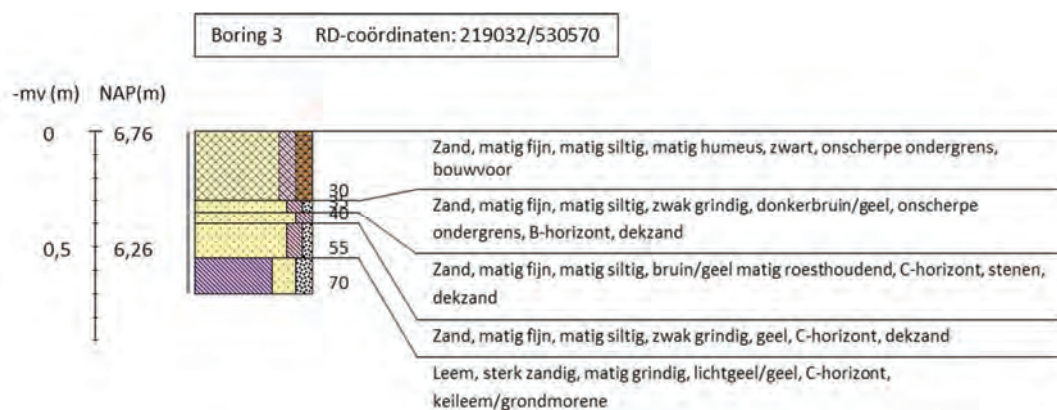 Boring 3 RD-coördinaten: 219032/530570
-mv (m) NAP(m)
0 6,76
Zand, matig fijn, matig siltig, matig humeus, zwart, onscherpe ondergrens,
bouwvoor
30
35
40
Zand, matig fijn, matig siltig, zwak grindig, donkerbruin/geel, onscherpe
ondergrens, B-horizont, dekzand
0,5 6,26
55
70
Zand, matig fijn, matig siltig, bruin/geel matig roesthoudend, C-horizont, stenen,
dekzand
Zand, matig fijn, matig siltig, zwak grindig, geel, C-horizont, dekzand
Leem, sterk zandig, matig grindig, lichtgeel/geel, C-horizont,
keileem/grondmorene